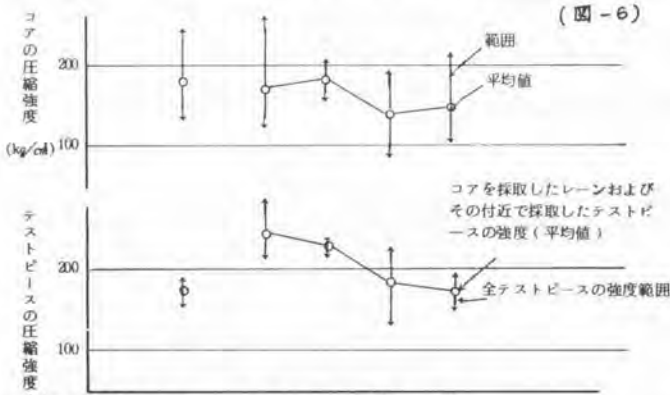 (図-6)
コアの圧縮強度
(kg/cm²)
200
100
範囲
平均値
テストピースの圧縮強度
200
100
コアを採取したレーンおよび
その付近で採取したテストピ
ースの強度(平均値)
全テストピースの強度範囲